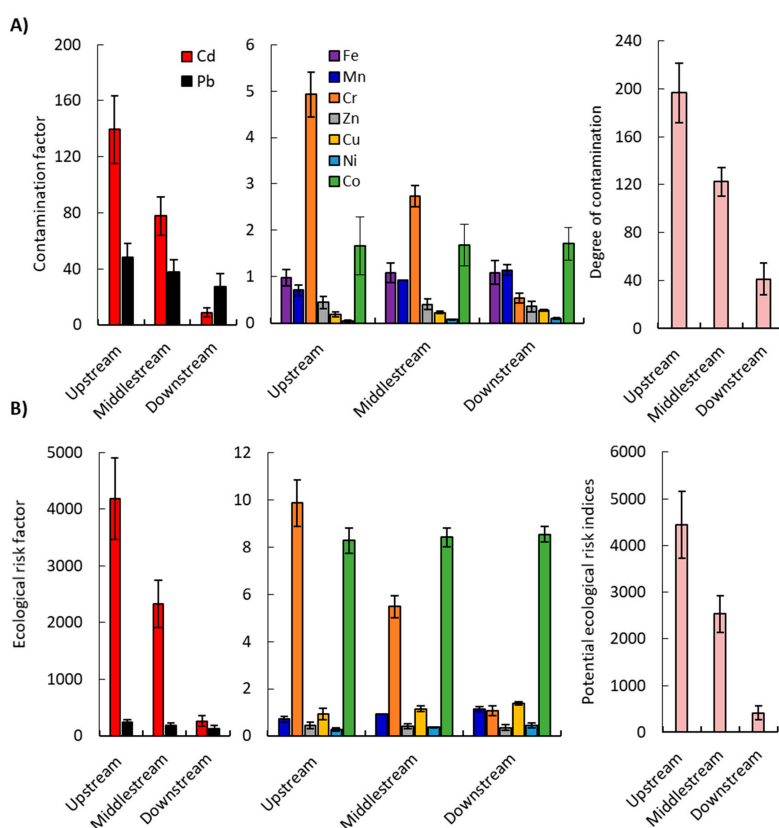 A)
Contamination factor
200
160
120
80
40
0
Cd
Pb
Upstream
Middlestream
Downstream
6
5
4
3
2
1
0
Fe
Mn
Cr
Zn
Cu
Ni
Co
Upstream
Middlestream
Downstream
Degree of contamination
240
200
160
120
80
40
0
Upstream
Middlestream
Downstream
B)
Ecological risk factor
5000
4000
3000
2000
1000
0
Upstream
Middlestream
Downstream
12
10
8
6
4
2
0
Upstream
Middlestream
Downstream
Potential ecological risk indices
6000
5000
4000
3000
2000
1000
0
Upstream
Middlestream
Downstream